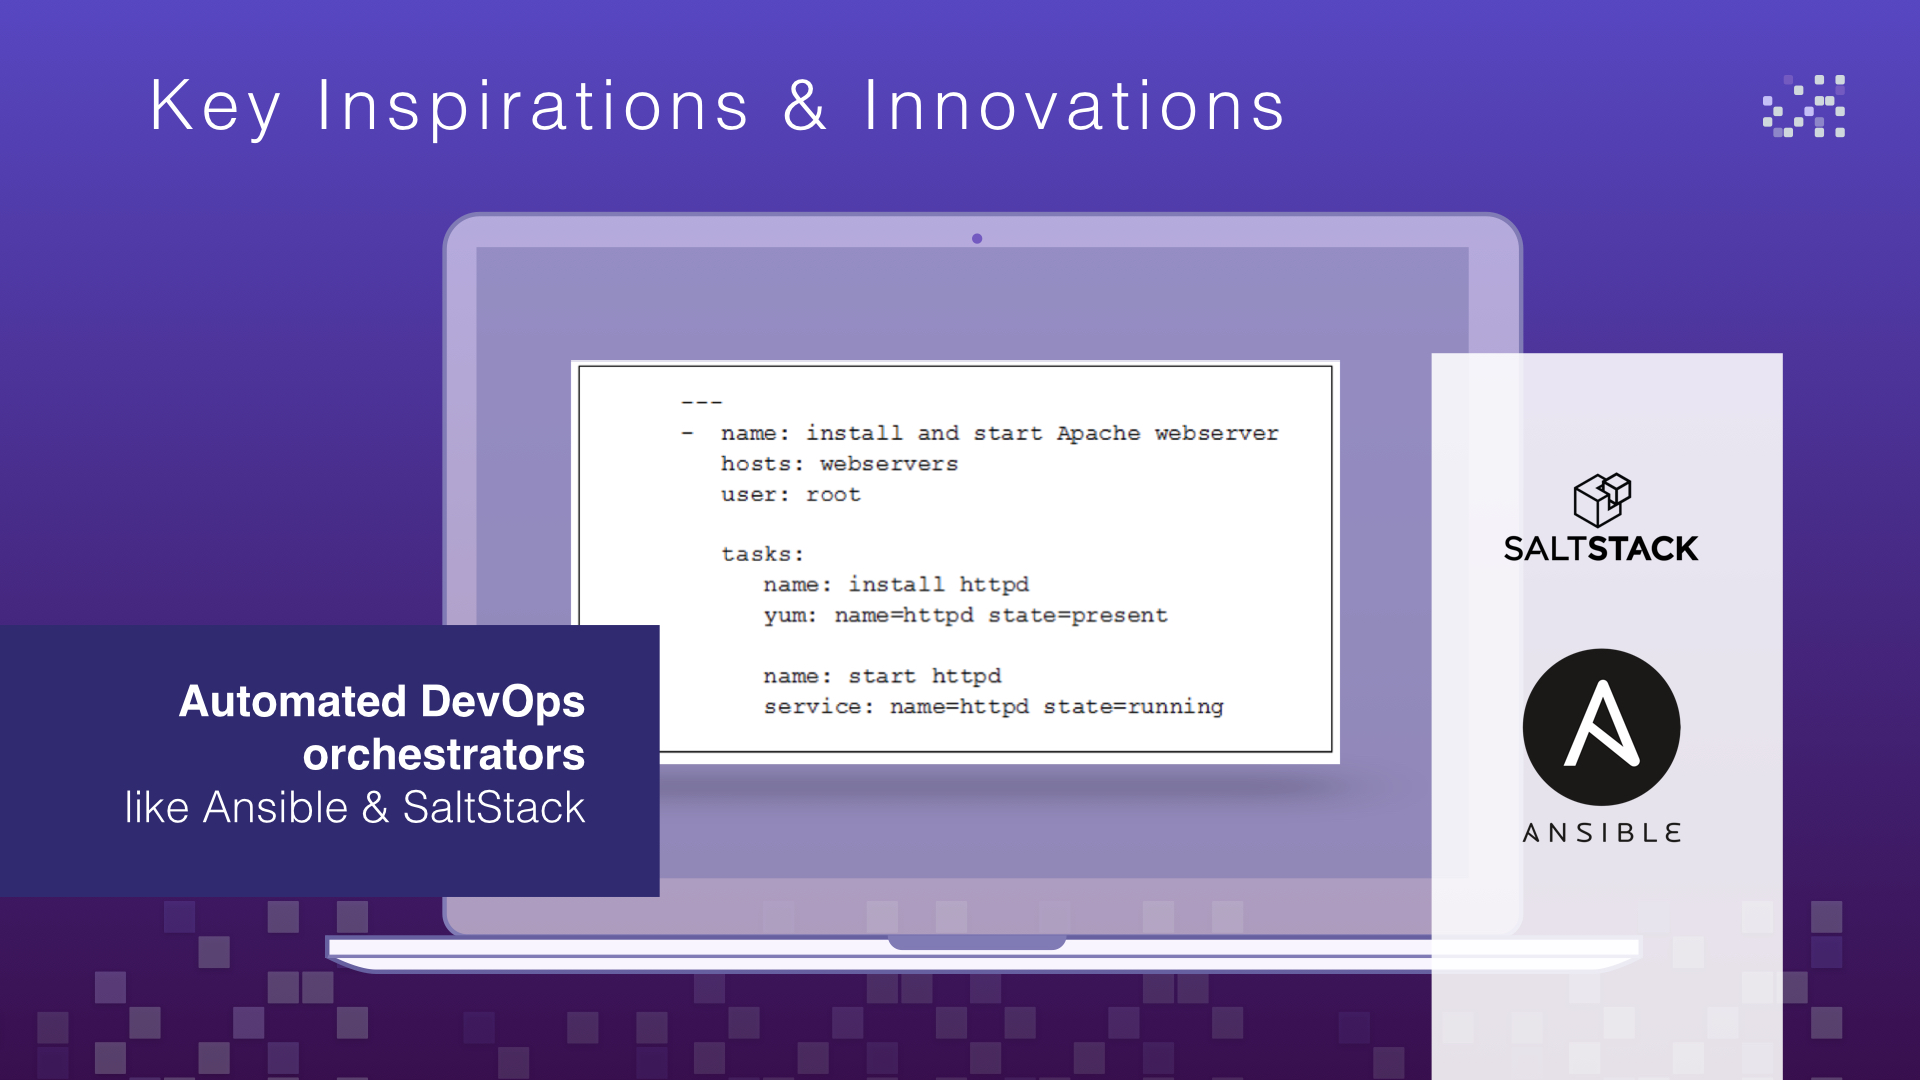 Key Inspirations & Innovations
---
- name: install and start Apache webserver
hosts: webservers
user: root
tasks:
name: install httpd
yum: name=httpd state=present
name: start httpd
service: name=httpd state=running
Automated DevOps
orchestrators
like Ansible & SaltStack
SALTSTACK
ANSIBLE